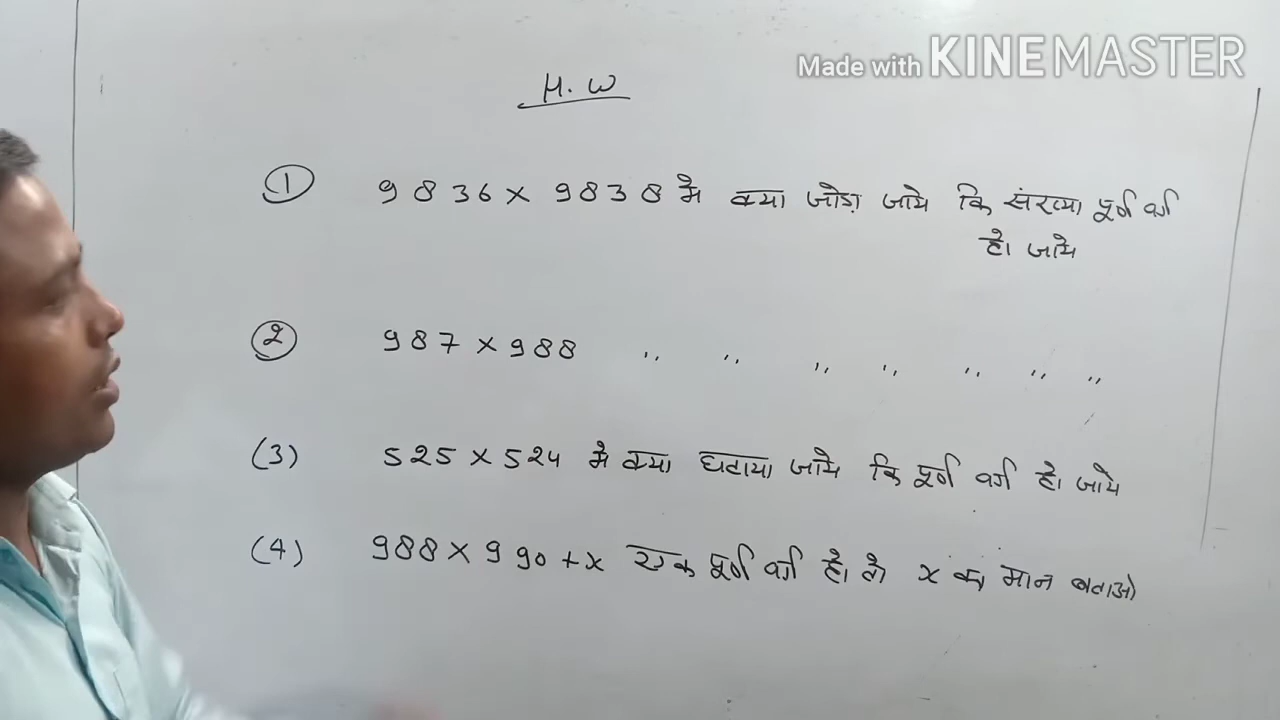 Made with KINEMASTER
H.W
① 9836 × 9838 मे क्या जोड़ा जाये कि संख्या पूर्ण वर्ग
हो जाये
② 987 × 988 " " " " " " "
(3) 525 × 524 मे क्या घटाया जाये कि पूर्ण वर्ग हो जाये
(4) 988 × 990 + x एक पूर्ण वर्ग है। तो x का मान बताओ